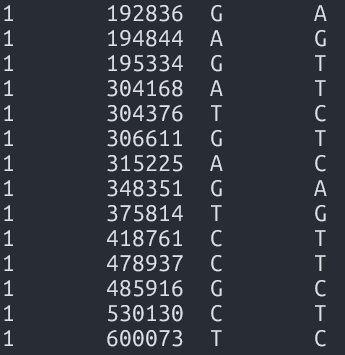 1 192836 G A
1 194844 A G
1 195334 G T
1 304168 A T
1 304376 T C
1 306611 G T
1 315225 A C
1 348351 G A
1 375814 T G
1 418761 C T
1 478937 C T
1 485916 G C
1 530130 C T
1 600073 T C